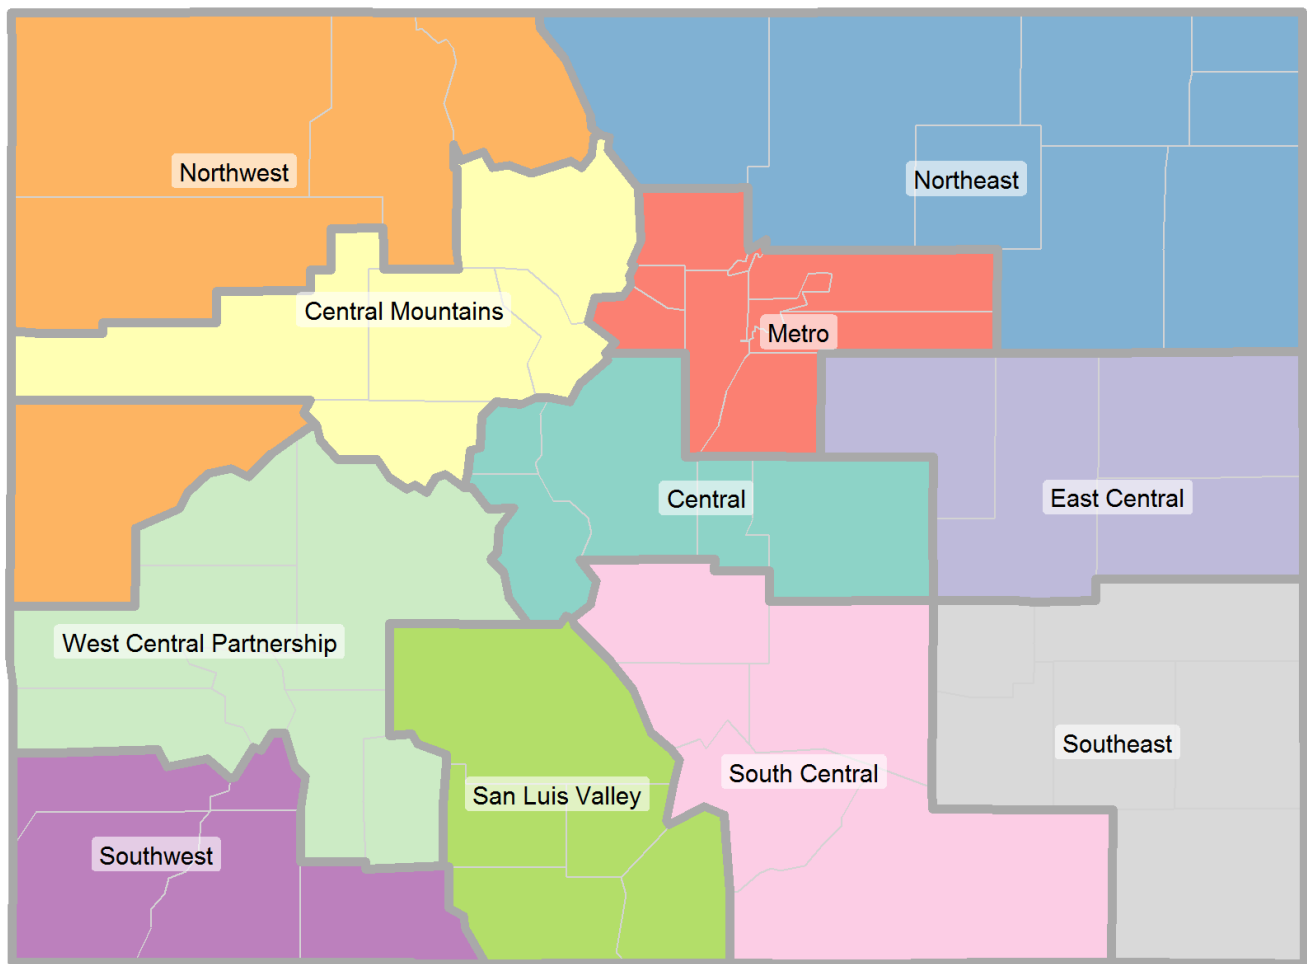 Northwest
Northeast
Central Mountains
Metro
Central
East Central
West Central Partnership
Southeast
South Central
San Luis Valley
Southwest